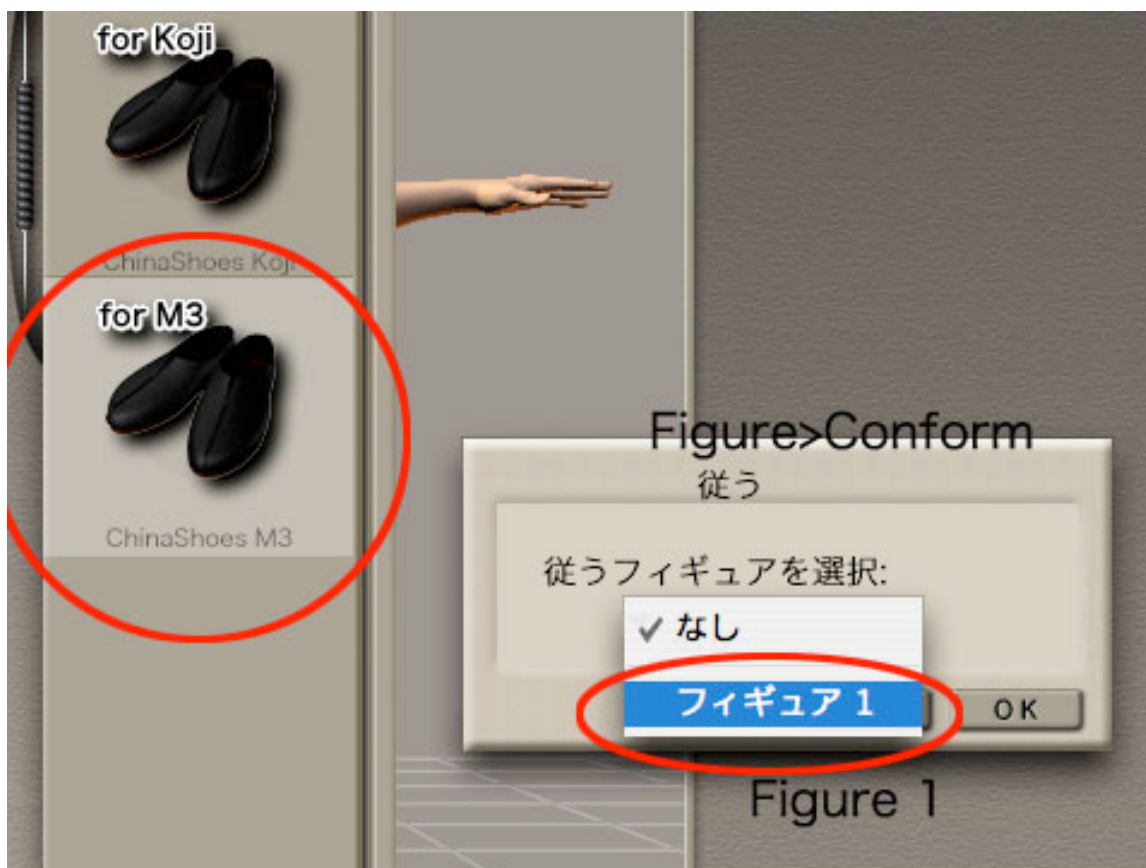 for Koji
ChinaShoes Koji
for M3
ChinaShoes M3
Figure>Conform
従う
従うフィギュアを選択:
✓ なし
フィギュア 1
OK
Figure 1